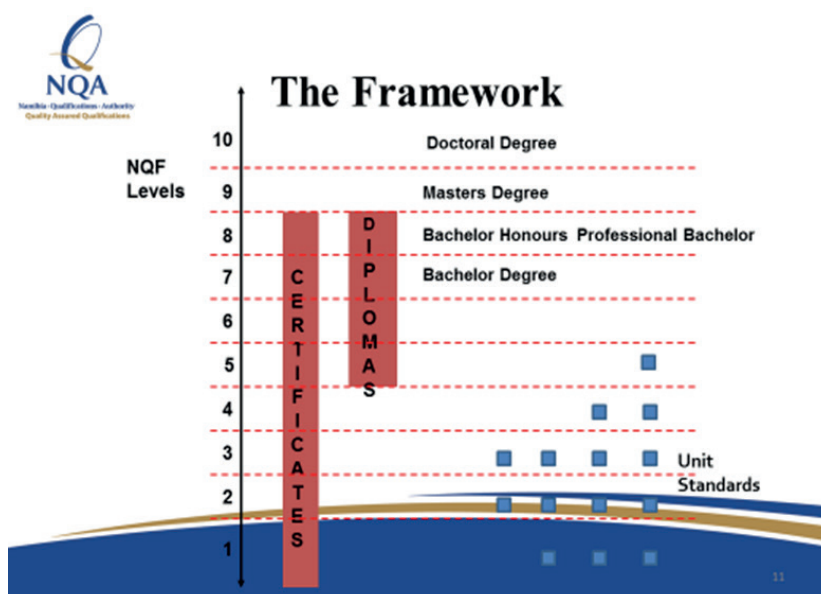 NQA
Namibia · Qualifications · Authority
Quality Assured Qualifications
The Framework
NQF
Levels
10
Doctoral Degree
9
Masters Degree
8
Bachelor Honours Professional Bachelor
7
Bachelor Degree
6
5
4
3
2
1
CERTIFICATES
DIPLOMAS
Unit
Standards
11